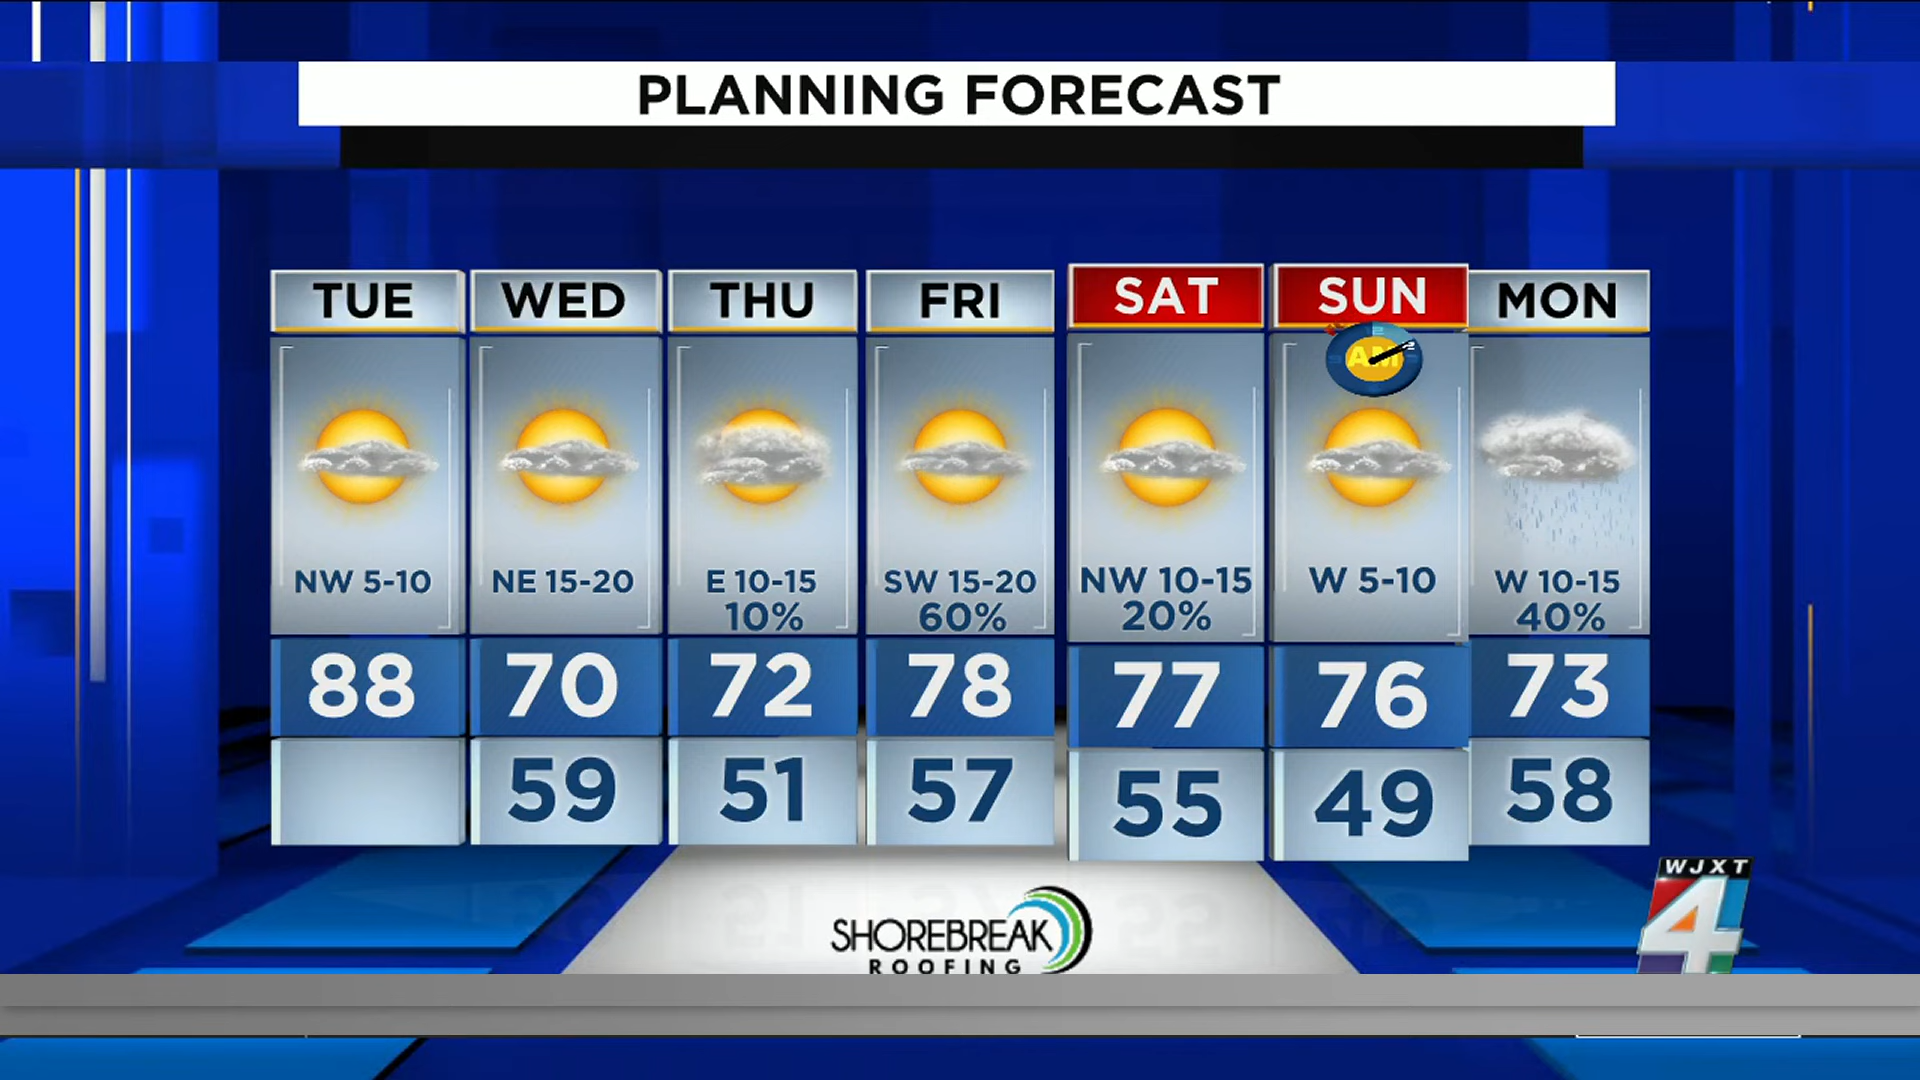 PLANNING FORECAST
TUE WED THU FRI SAT SUN MON
AM
2
NW 5-10 NE 15-20 E 10-15 SW 15-20 NW 10-15 W 5-10 W 10-15
10% 60% 20% 40%
88 70 72 78 77 76 73
59 51 57 55 49 58
WJXT
4
SHOREBREAK
ROOFING